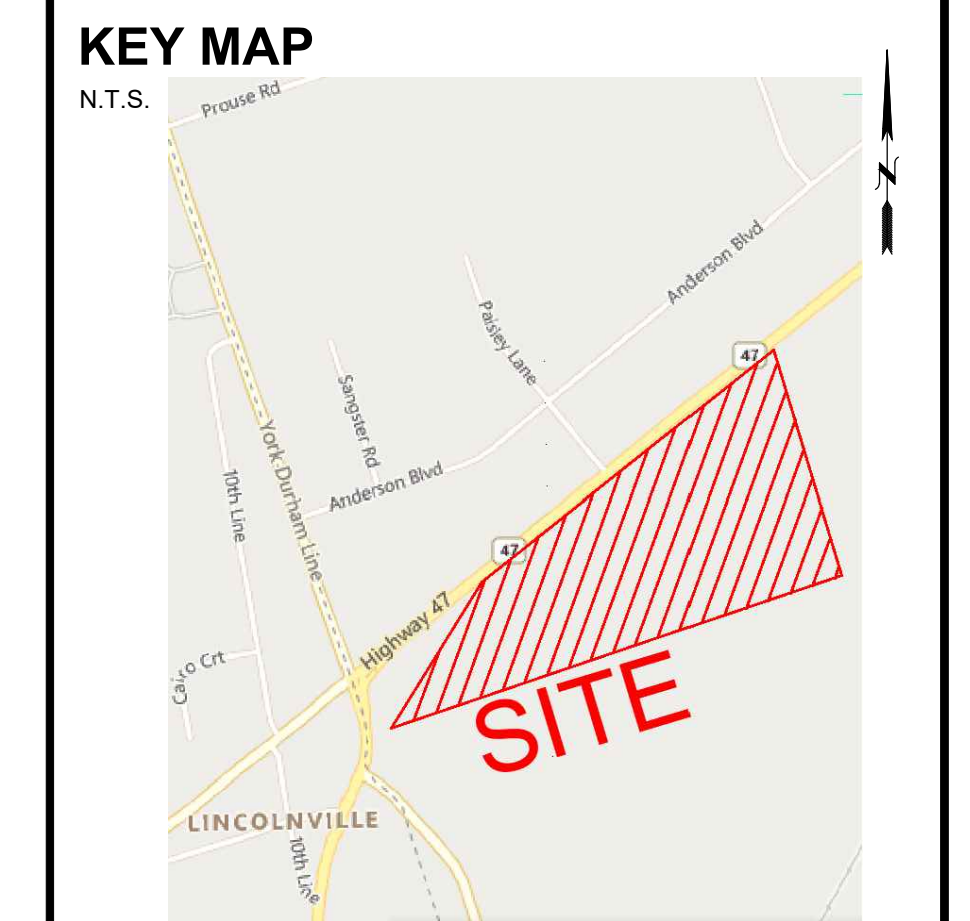 KEY MAP
N.T.S.
Prouse Rd
N
Anderson Blvd
Paisley Lane
47
Sangster Rd
York-Durham Line
10th Line
Anderson Blvd
47
Highway 47
Cairo Crt
SITE
LINCOLNVILLE
10th Line